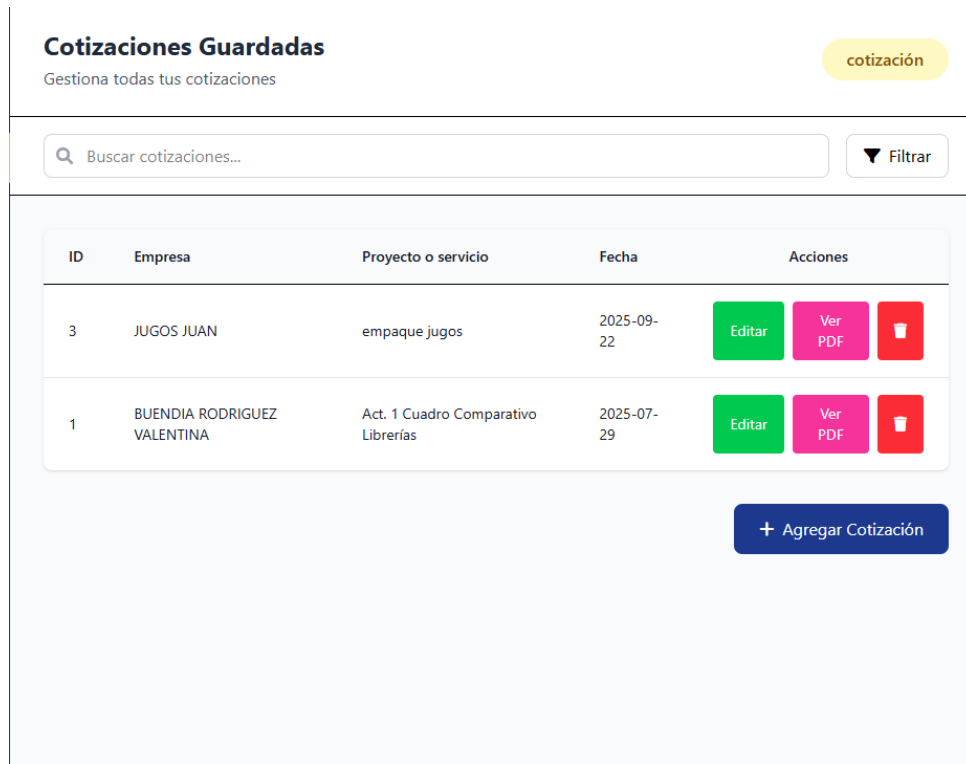 Cotizaciones Guardadas
Gestiona todas tus cotizaciones
cotización
Buscar cotizaciones...
Filtrar
ID Empresa Proyecto o servicio Fecha Acciones
3 JUGOS JUAN empaque jugos 2025-09-
22 Editar Ver
PDF
1 BUENDIA RODRIGUEZ
VALENTINA Act. 1 Cuadro Comparativo
Librerías 2025-07-
29 Editar Ver
PDF
+ Agregar Cotización